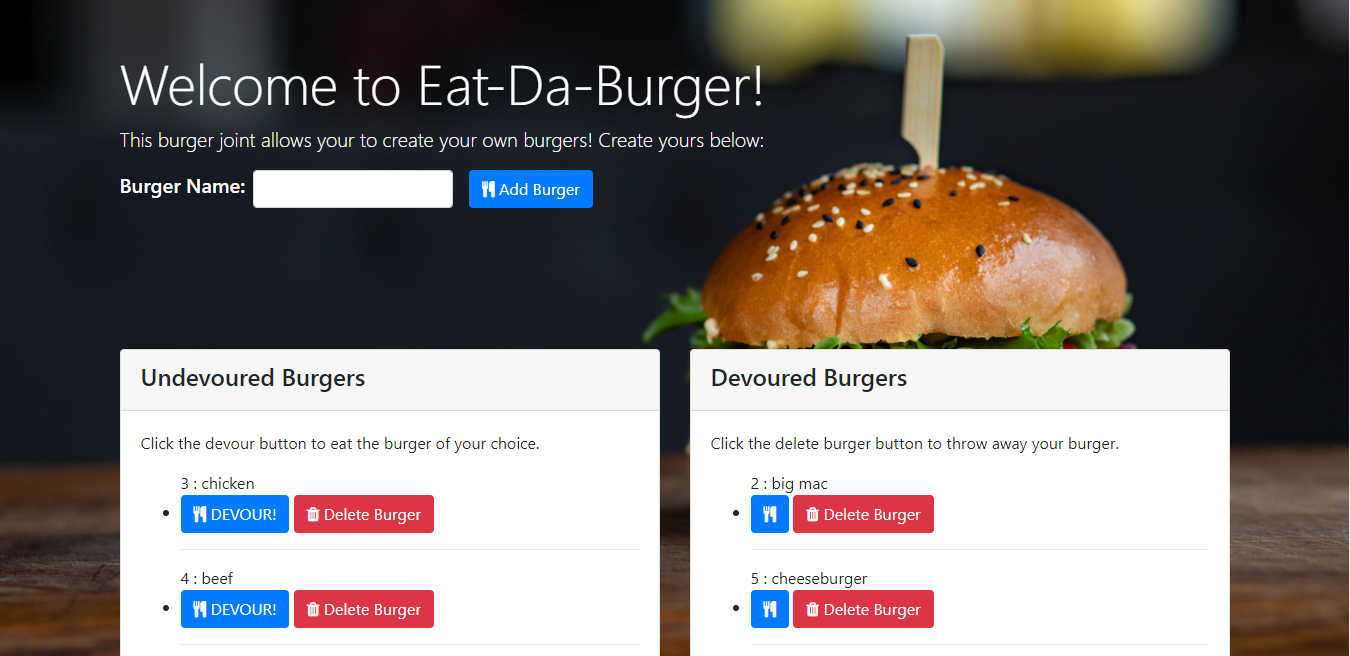 Welcome to Eat-Da-Burger!
This burger joint allows your to create your own burgers! Create yours below:
Burger Name: Add Burger
Undevoured Burgers
Click the devour button to eat the burger of your choice.
3 : chicken
DEVOUR! Delete Burger
4 : beef
DEVOUR! Delete Burger
Devoured Burgers
Click the delete burger button to throw away your burger.
2 : big mac
Delete Burger
5 : cheeseburger
Delete Burger